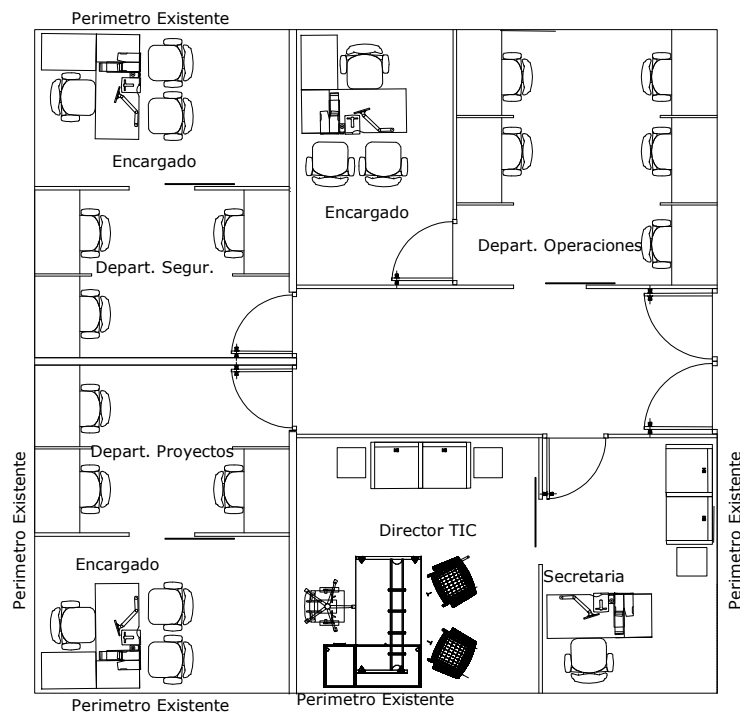 Perimetro Existente
Encargado
Encargado
Depart. Operaciones
Depart. Segur.
Depart. Proyectos
Perimetro Existente
Perimetro Existente
Director TIC
Encargado
Secretaria
Perimetro Existente
Perimetro Existente